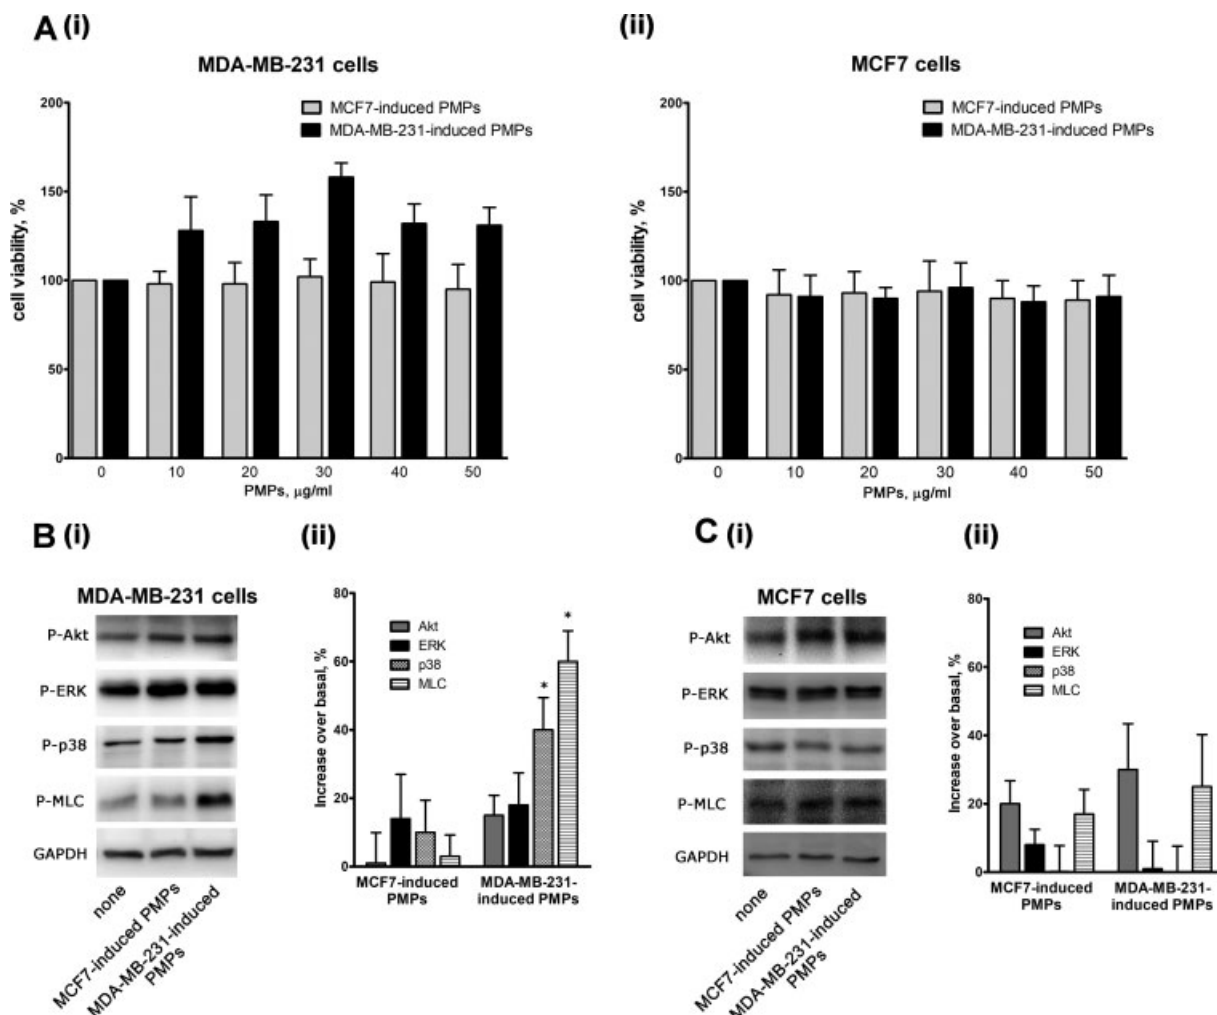 A (i)
MDA-MB-231 cells
MCF7-induced PMPs
MDA-MB-231-induced PMPs
cell viability, %
200
150
100
50
0
0 10 20 30 40 50
PMPs, µg/ml
(ii)
MCF7 cells
MCF7-induced PMPs
MDA-MB-231-induced PMPs
cell viability, %
200
150
100
50
0
0 10 20 30 40 50
PMPs, µg/ml
B (i)
MDA-MB-231 cells
P-Akt
P-ERK
P-p38
P-MLC
GAPDH
none
MCF7-induced PMPs
MDA-MB-231-induced
PMPs
(ii)
Increase over basal, %
80
60
40
20
0
Akt
ERK
p38
MLC
*
*
MCF7-induced
PMPs
MDA-MB-231-
induced PMPs
C (i)
MCF7 cells
P-Akt
P-ERK
P-p38
P-MLC
GAPDH
none
MCF7-induced PMPs
MDA-MB-231-induced
PMPs
(ii)
Increase over basal, %
80
60
40
20
0
Akt
ERK
p38
MLC
MCF7-induced
PMPs
MDA-MB-231-
induced PMPs